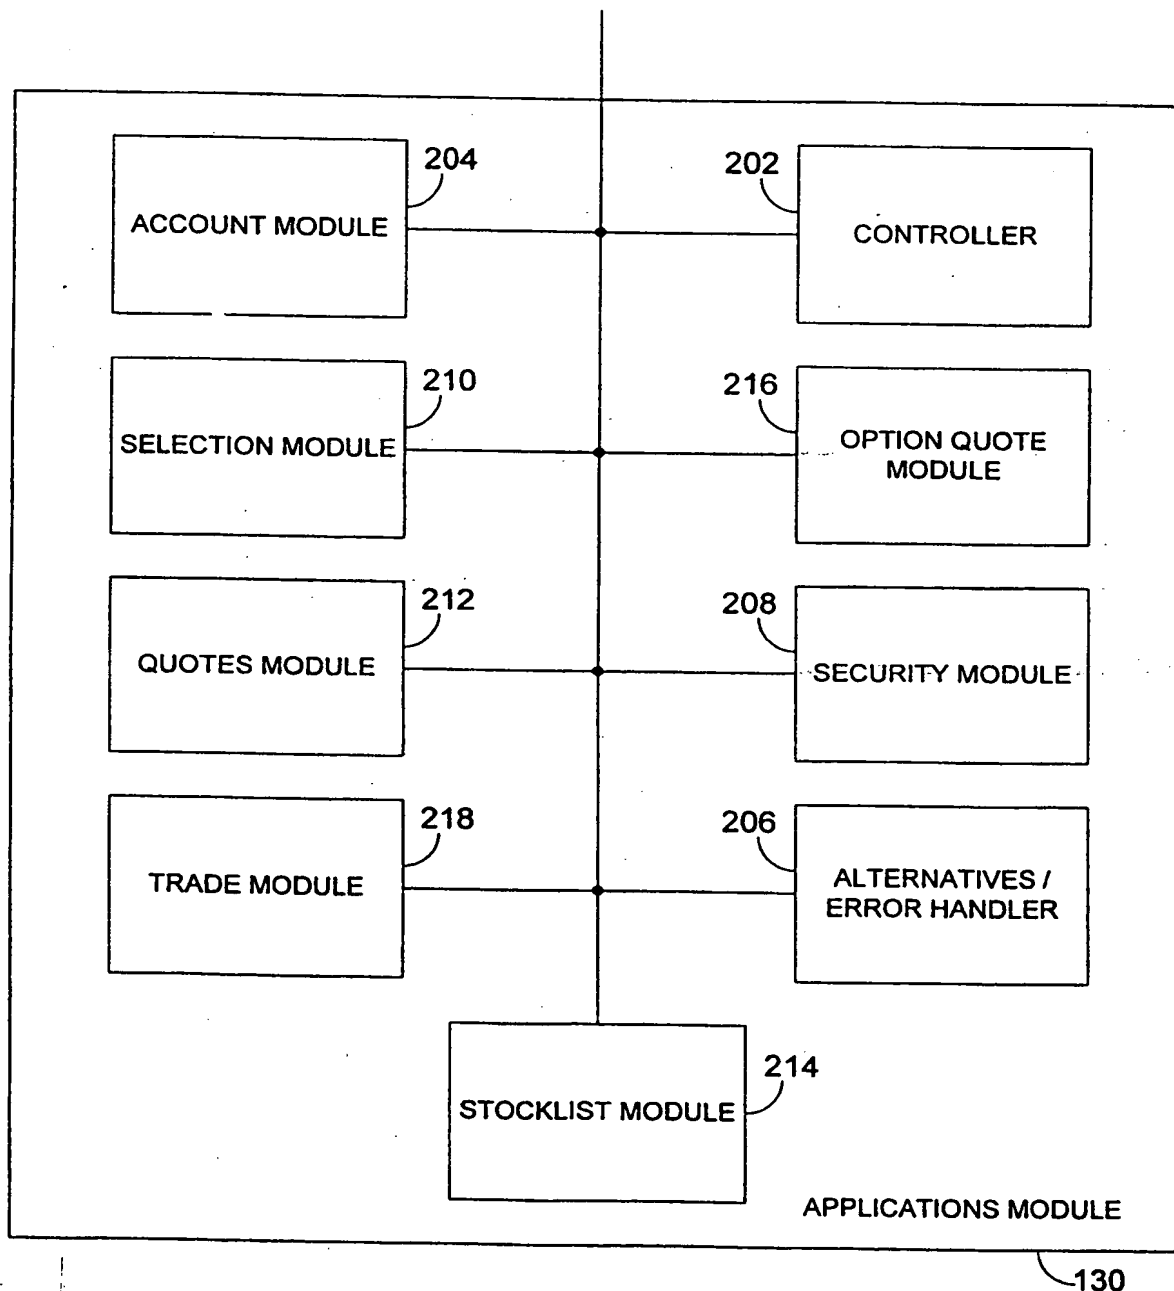 204
202
ACCOUNT MODULE
CONTROLLER
210
216
SELECTION MODULE
OPTION QUOTE
MODULE
212
208
QUOTES MODULE
SECURITY MODULE
218
206
TRADE MODULE
ALTERNATIVES /
ERROR HANDLER
214
STOCKLIST MODULE
APPLICATIONS MODULE
130